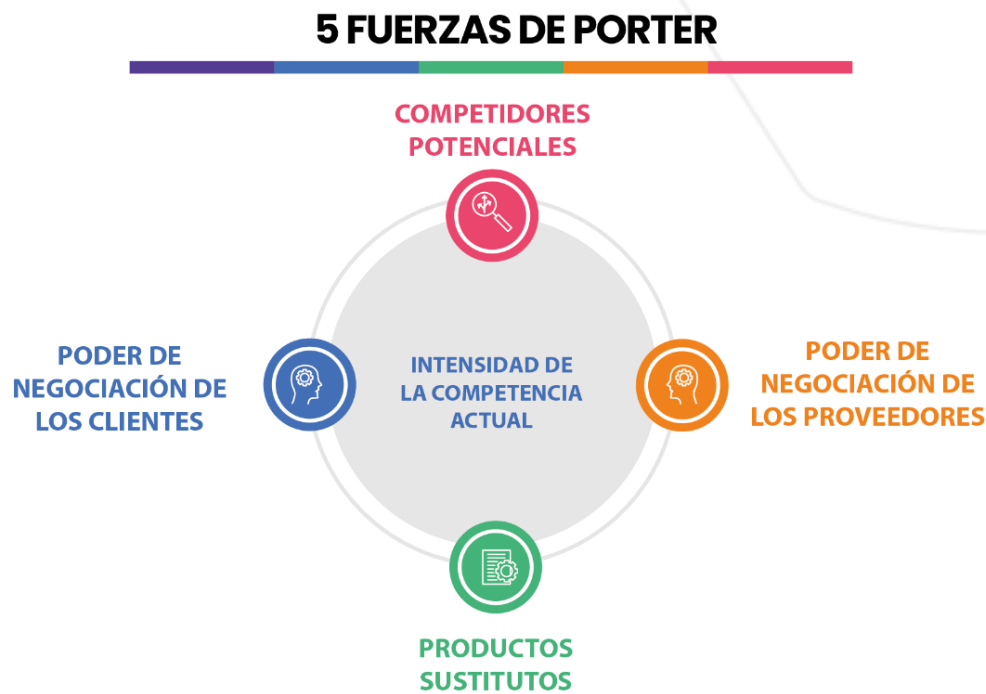 5 FUERZAS DE PORTER
COMPETIDORES
POTENCIALES
PODER DE
NEGOCIACIÓN DE
LOS CLIENTES
INTENSIDAD DE
LA COMPETENCIA
ACTUAL
PODER DE
NEGOCIACIÓN DE
LOS PROVEEDORES
PRODUCTOS
SUSTITUTOS